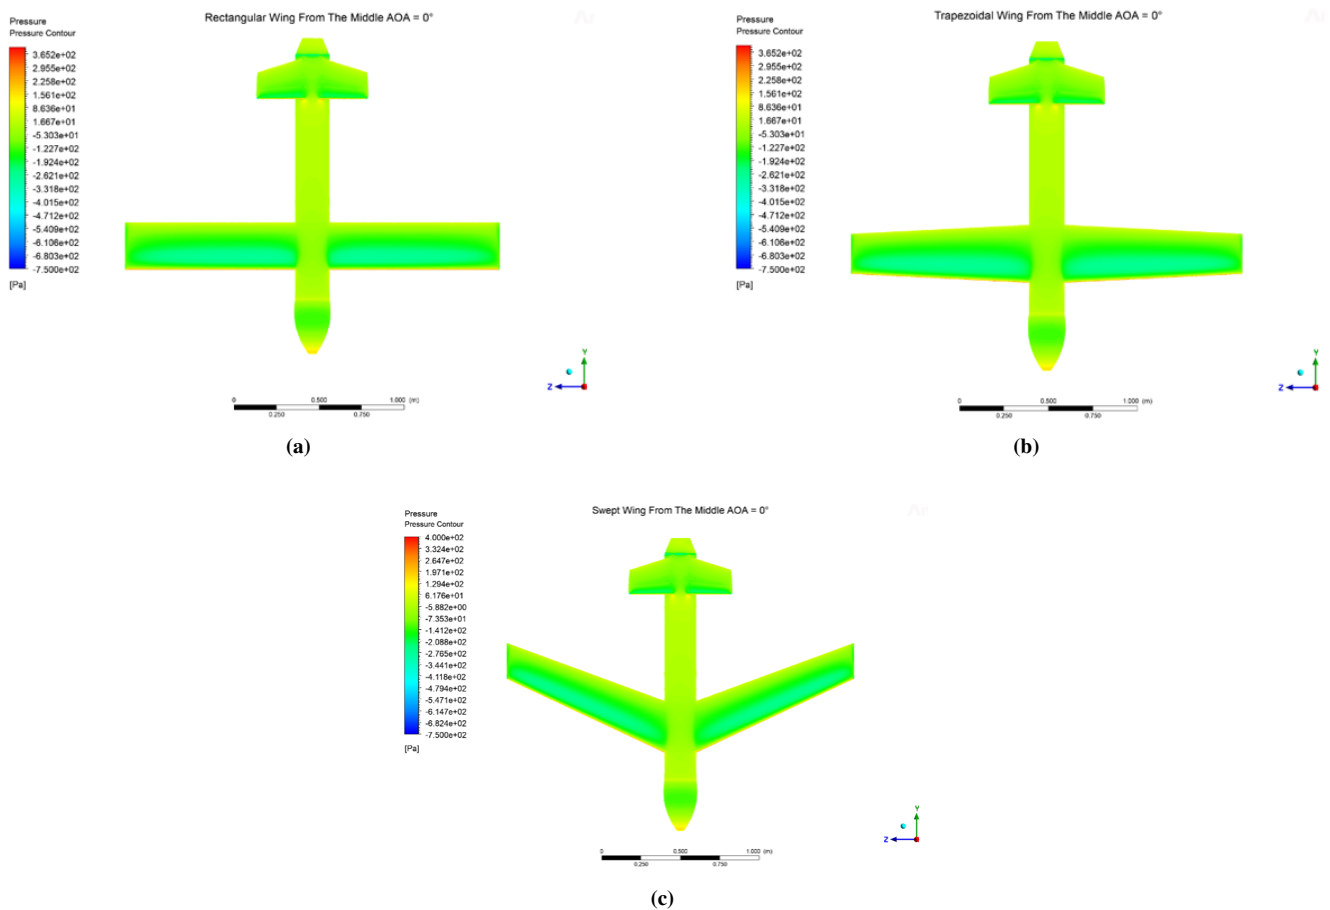 Rectangular Wing From The Middle AOA = 0°
Pressure
Pressure Contour
3.652e+02
2.955e+02
2.258e+02
1.561e+02
8.636e+01
1.667e+01
-5.303e+01
-1.227e+02
-1.924e+02
-2.621e+02
-3.318e+02
-4.015e+02
-4.712e+02
-5.409e+02
-6.106e+02
-6.803e+02
-7.500e+02
[Pa]
Y
Z
0 0.500 1.000 (m)
0.250 0.750
(a)
Trapezoidal Wing From The Middle AOA = 0°
Pressure
Pressure Contour
3.652e+02
2.955e+02
2.258e+02
1.561e+02
8.636e+01
1.667e+01
-5.303e+01
-1.227e+02
-1.924e+02
-2.621e+02
-3.318e+02
-4.015e+02
-4.712e+02
-5.409e+02
-6.106e+02
-6.803e+02
-7.500e+02
[Pa]
Y
Z
0 0.500 1.000 (m)
0.250 0.750
(b)
Swept Wing From The Middle AOA = 0°
Pressure
Pressure Contour
4.000e+02
3.324e+02
2.647e+02
1.971e+02
1.294e+02
6.176e+01
-5.882e+00
-7.353e+01
-1.412e+02
-2.088e+02
-2.765e+02
-3.441e+02
-4.118e+02
-4.794e+02
-5.471e+02
-6.147e+02
-6.824e+02
-7.500e+02
[Pa]
Y
Z
0 0.500 1.000 (m)
0.250 0.750
(c)